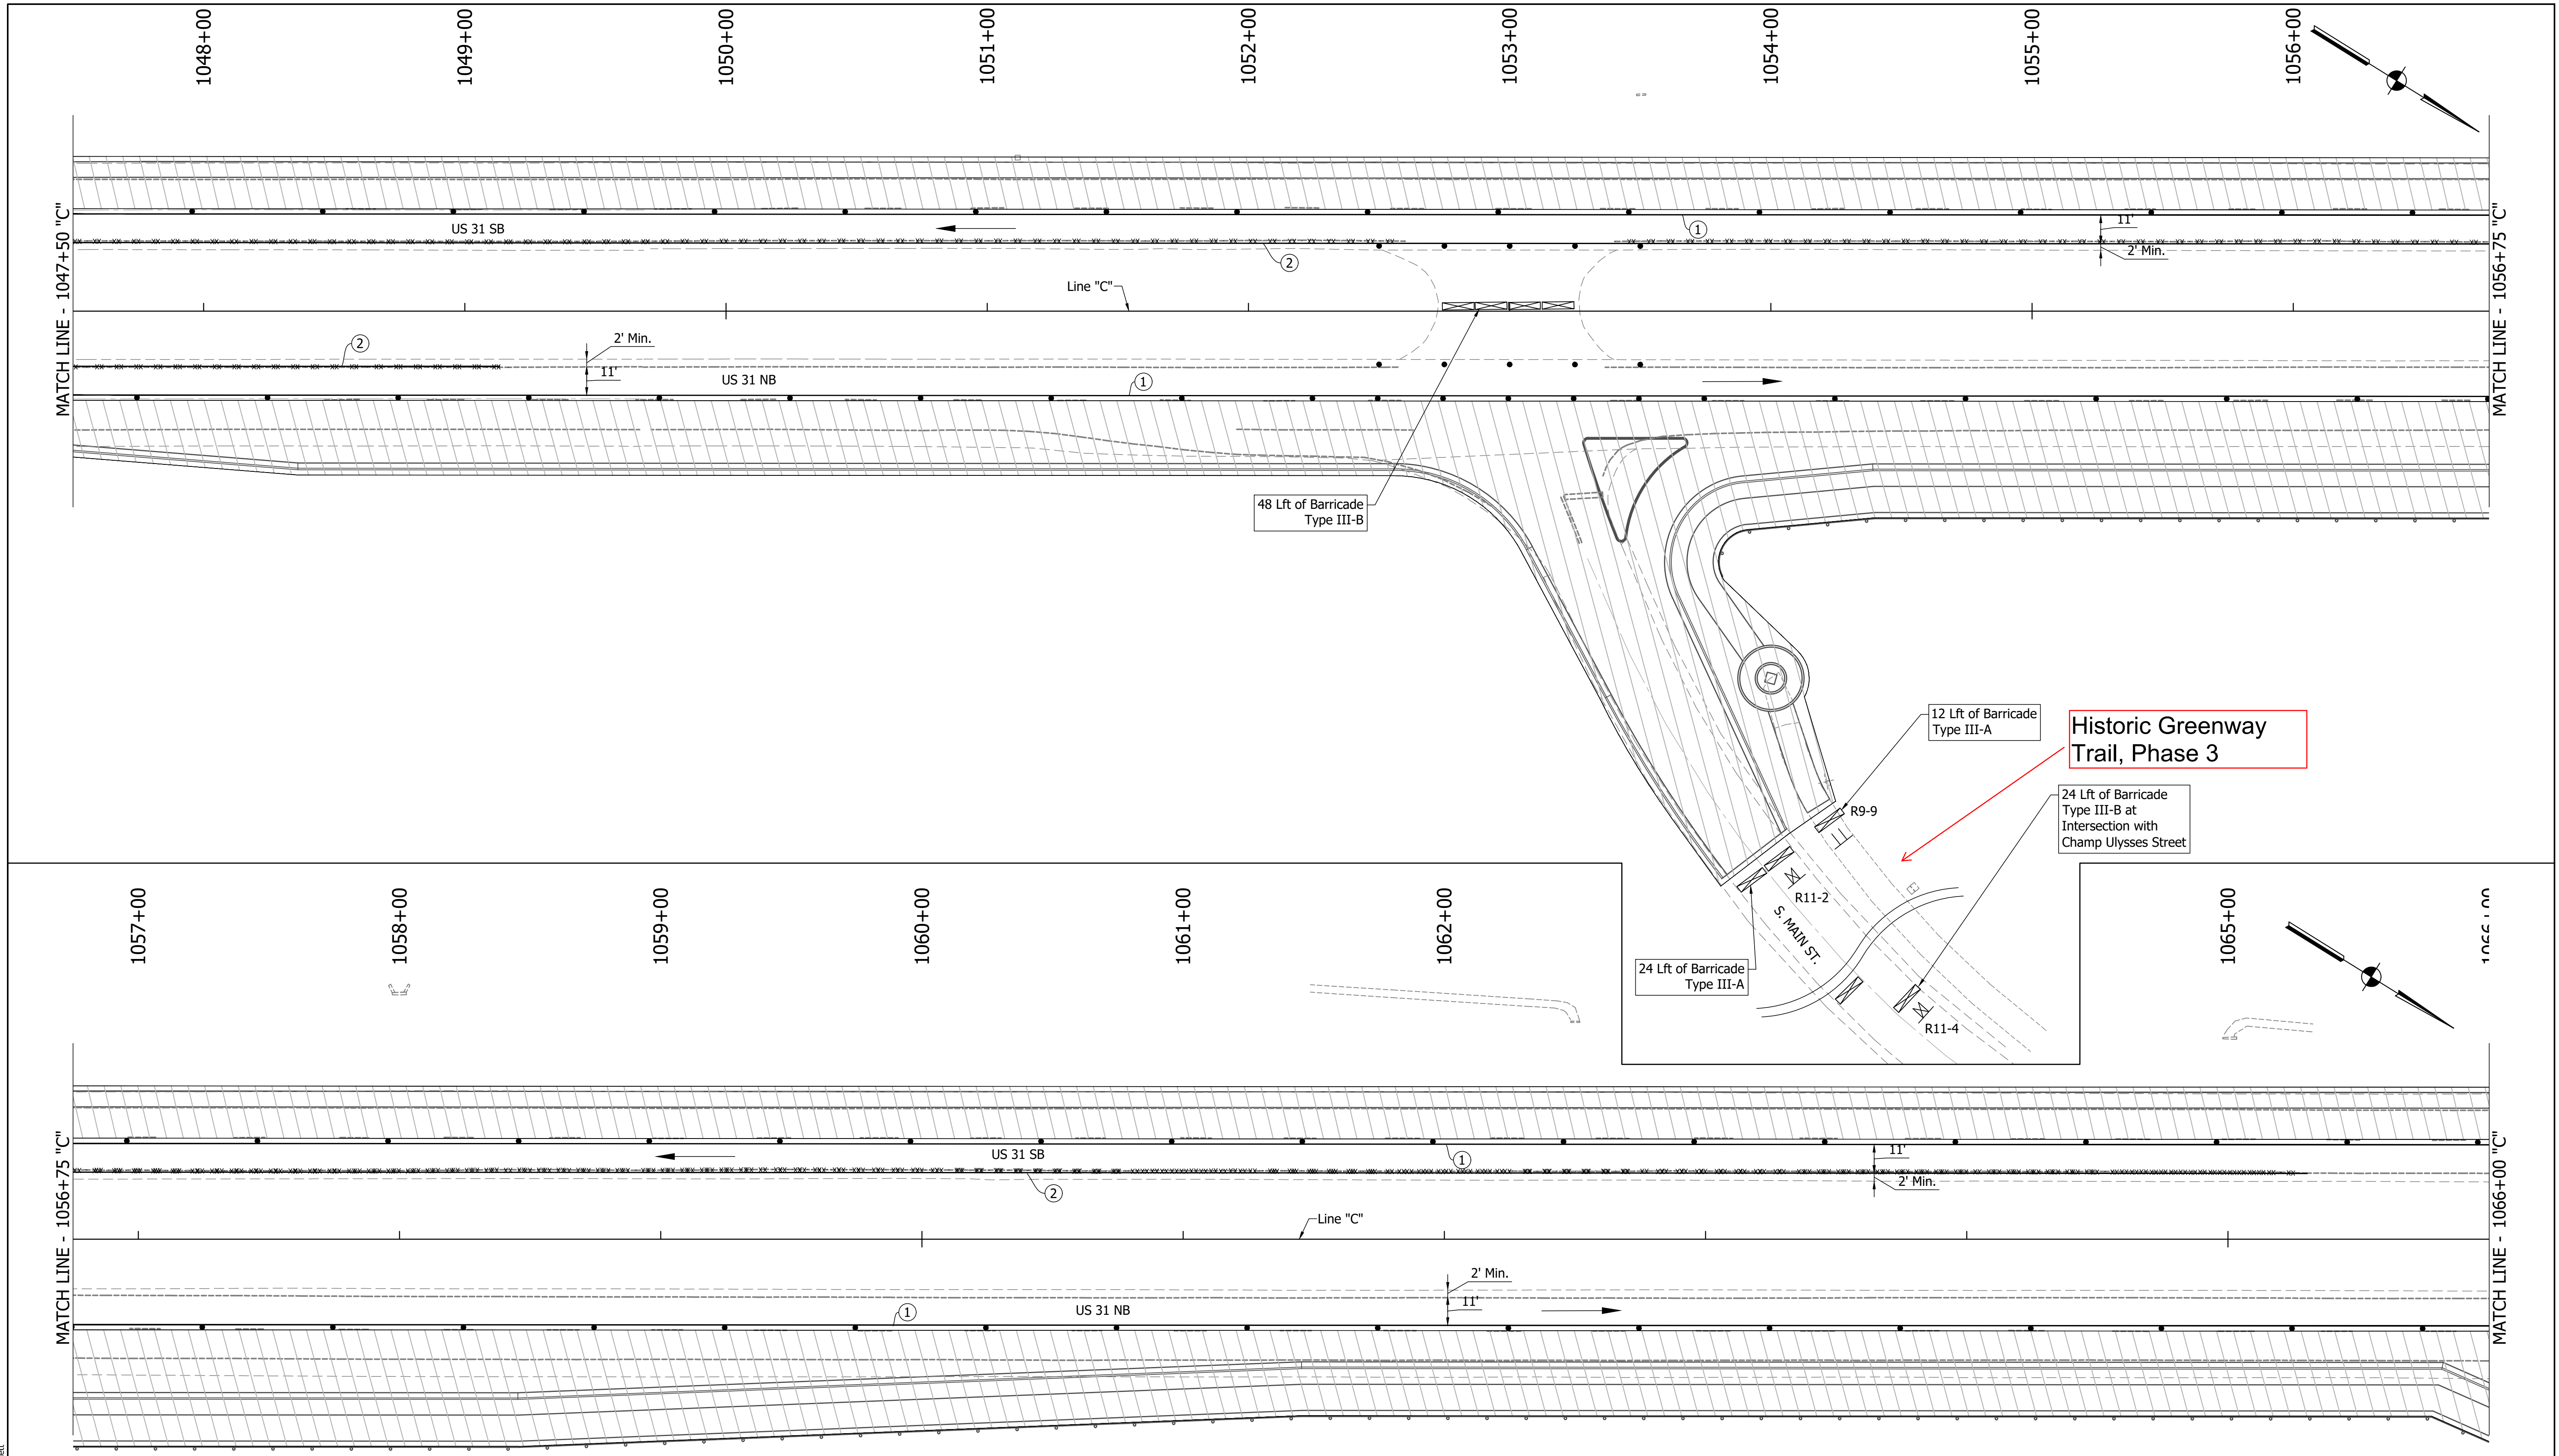 1048+00
1049+00
1050+00
1051+00
1052+00
1053+00
1054+00
1055+00
1056+00
MATCH LINE - 1047+50 "C"
US 31 SB
1
11'
2' Min.
2
Line "C"
2
2' Min.
11'
US 31 NB
1
MATCH LINE - 1056+75 "C"
48 Lft of Barricade
Type III-B
12 Lft of Barricade
Type III-A
Historic Greenway
Trail, Phase 3
R9-9
24 Lft of Barricade
Type III-B at
Intersection with
Champ Ulysses Street
R11-2
S. MAIN ST.
24 Lft of Barricade
Type III-A
R11-4
1057+00
1058+00
1059+00
1060+00
1061+00
1062+00
1065+00
MATCH LINE - 1056+75 "C"
US 31 SB
1
11'
2' Min.
2
Line "C"
2' Min.
11'
1
US 31 NB
MATCH LINE - 1066+00 "C"